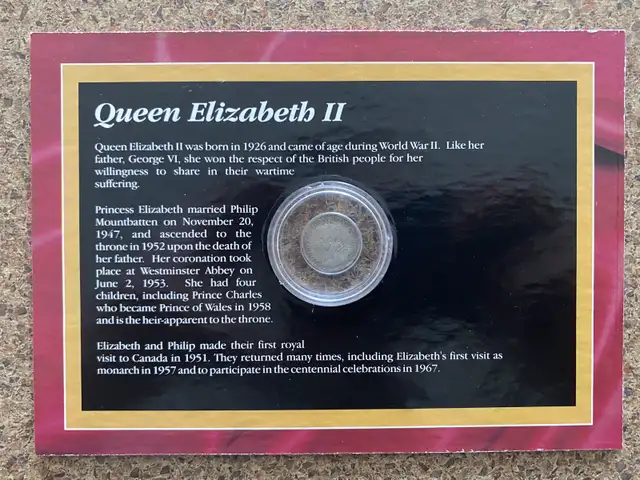 Queen Elizabeth II
Queen Elizabeth II was born in 1926 and came of age during World War II. Like her
father, George VI, she won the respect of the British people for her
willingness to share in their wartime
suffering.
Princess Elizabeth married Philip
Mountbatten on November 20,
1947, and ascended to the
throne in 1952 upon the death of
her father. Her coronation took
place at Westminster Abbey on
June 2, 1953. She had four
children, including Prince Charles
who became Prince of Wales in 1958
and is the heir-apparent to the throne.
Elizabeth and Philip made their first royal
visit to Canada in 1951. They returned many times, including Elizabeth's first visit as
monarch in 1957 and to participate in the centennial celebrations in 1967.